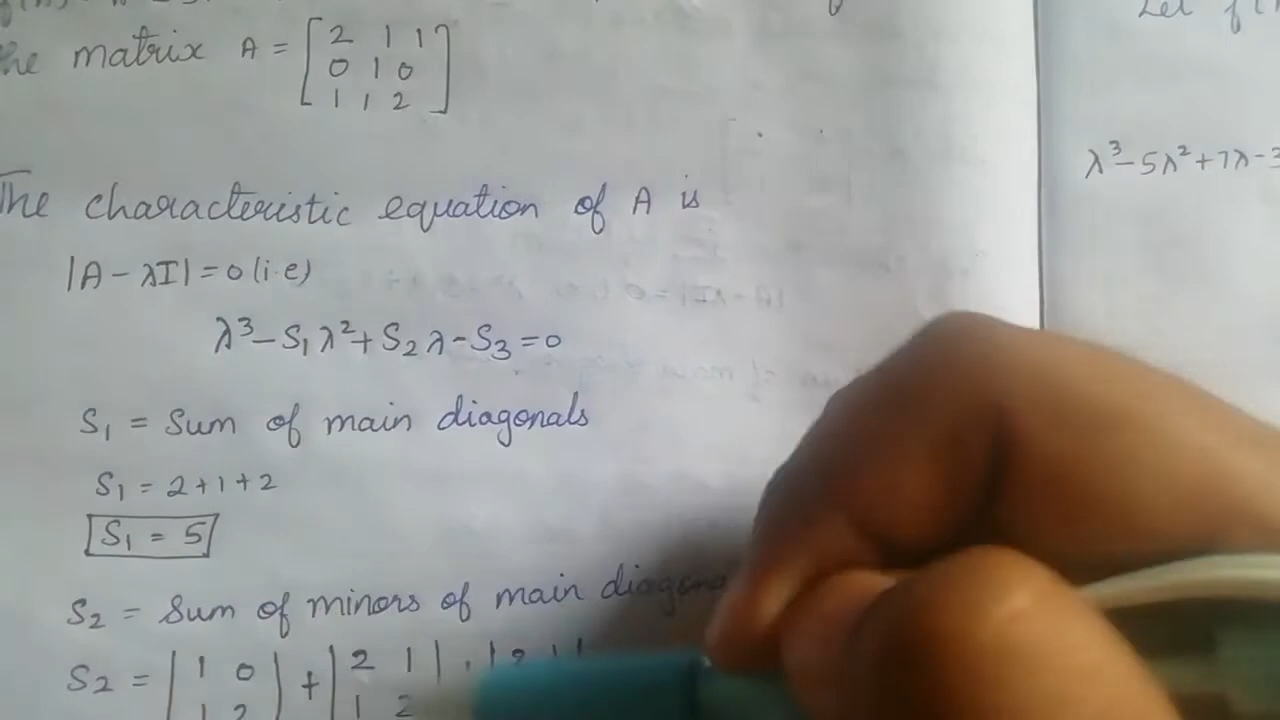 the matrix A = [2 1 1
0 1 0
1 1 2]
The characteristic equation of A is
|A - λI| = 0 (i.e)
λ³ - S₁λ² + S₂λ - S₃ = 0
S₁ = Sum of main diagonals
S₁ = 2+1+2
S₁ = 5
S₂ = Sum of minors of main
S₂ = |1 0| + |2 1|
|1 2| |1 2|
Let
λ³ - 5λ² + 7λ - 3